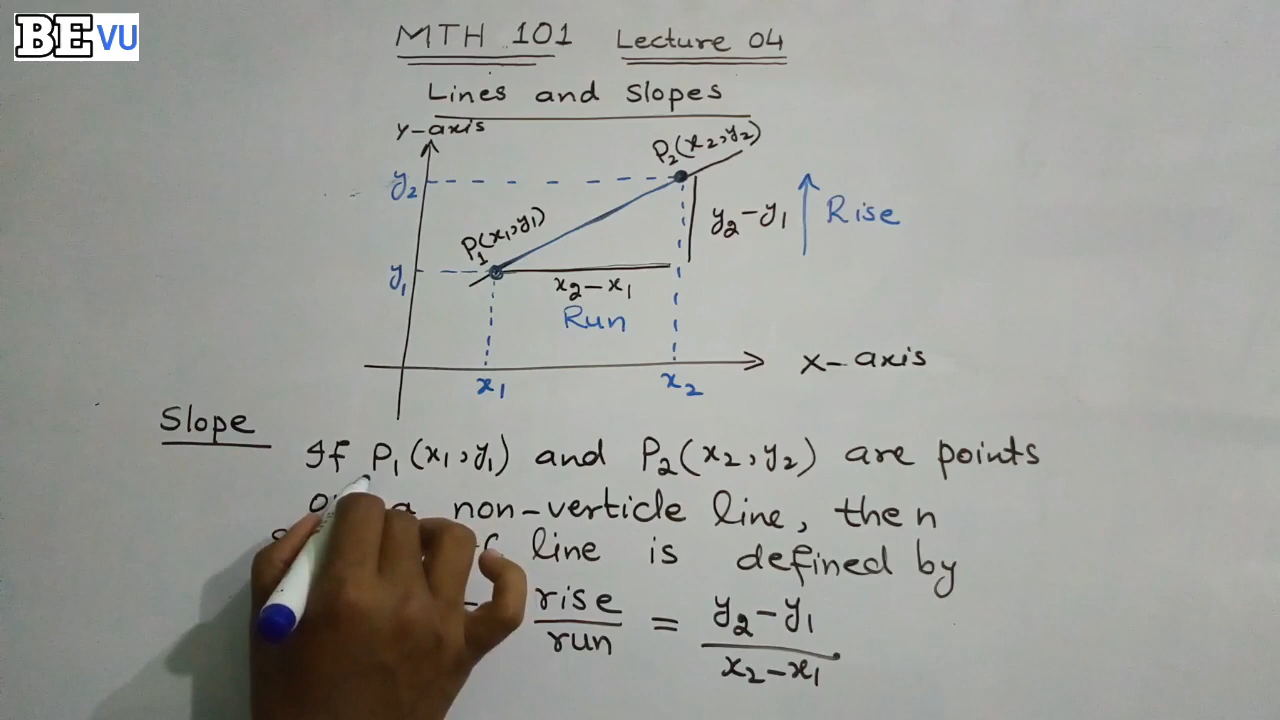 BEVU
MTH 101 Lecture 04
Lines and Slopes
y-axis
P₂(x₂,y₂)
y₂
P₁(x₁,y₁)
y₂-y₁
Rise
y₁
x₂-x₁
Run
x-axis
x₁
x₂
Slope
If P₁(x₁,y₁) and P₂(x₂,y₂) are points
a non-verticle line, then
line is defined by
rise/run = y₂-y₁/x₂-x₁